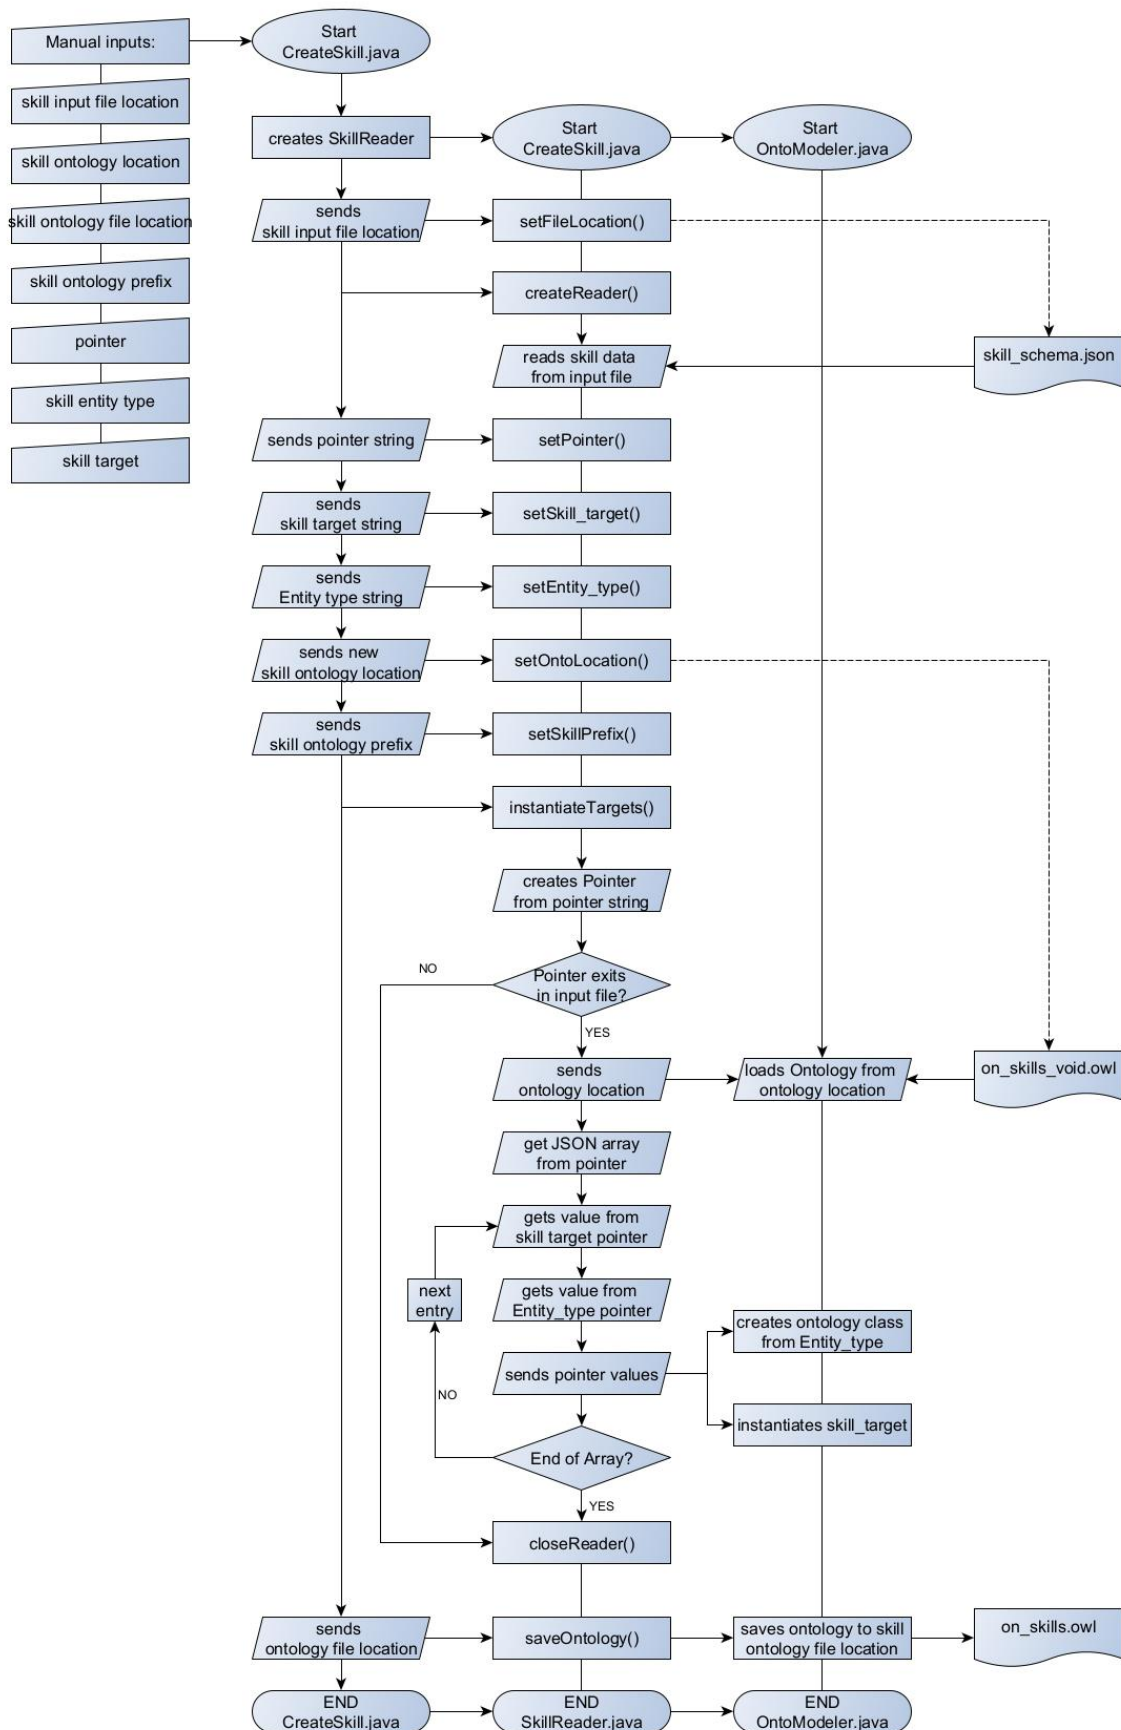 Manual inputs:
skill input file location
skill ontology location
skill ontology file location
skill ontology prefix
pointer
skill entity type
skill target
Start
CreateSkill.java
creates SkillReader
Start
CreateSkill.java
Start
OntoModeler.java
sends
skill input file location
setFileLocation()
createReader()
reads skill data
from input file
skill_schema.json
sends pointer string
setPointer()
sends
skill target string
setSkill_target()
sends
Entity type string
setEntity_type()
sends new
skill ontology location
setOntoLocation()
sends
skill ontology prefix
setSkillPrefix()
instantiateTargets()
creates Pointer
from pointer string
NO
Pointer exits
in input file?
YES
sends
ontology location
loads Ontology from
ontology location
on_skills_void.owl
get JSON array
from pointer
gets value from
skill target pointer
next
entry
gets value from
Entity_type pointer
creates ontology class
from Entity_type
sends pointer values
NO
instantiates skill_target
End of Array?
YES
closeReader()
sends
ontology file location
saveOntology()
saves ontology to skill
ontology file location
on_skills.owl
END
CreateSkill.java
END
SkillReader.java
END
OntoModeler.java